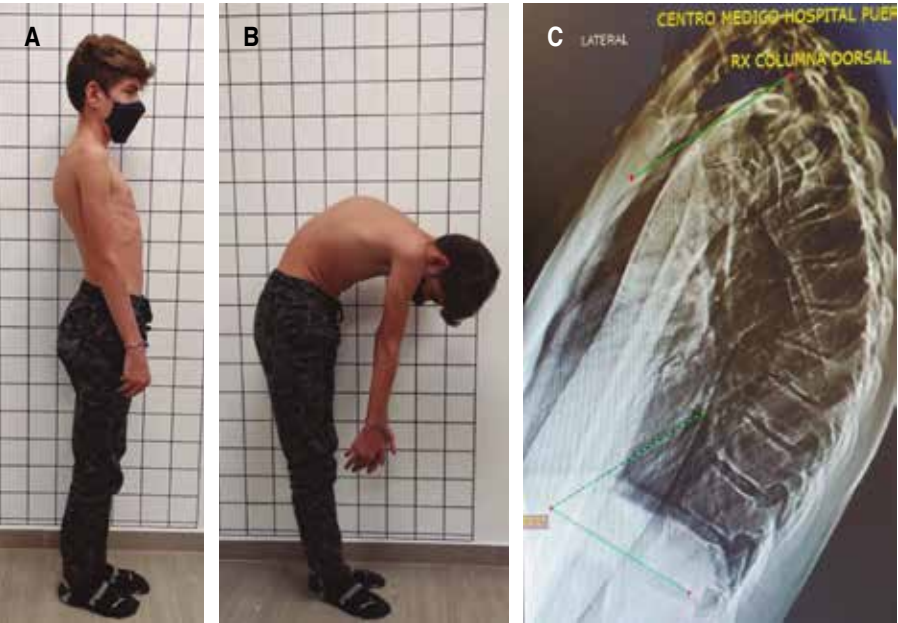 A
B
C
CENTRO MEDICO-HOSPITAL PUER
LATERAL
RX COLUMNA DORSAL